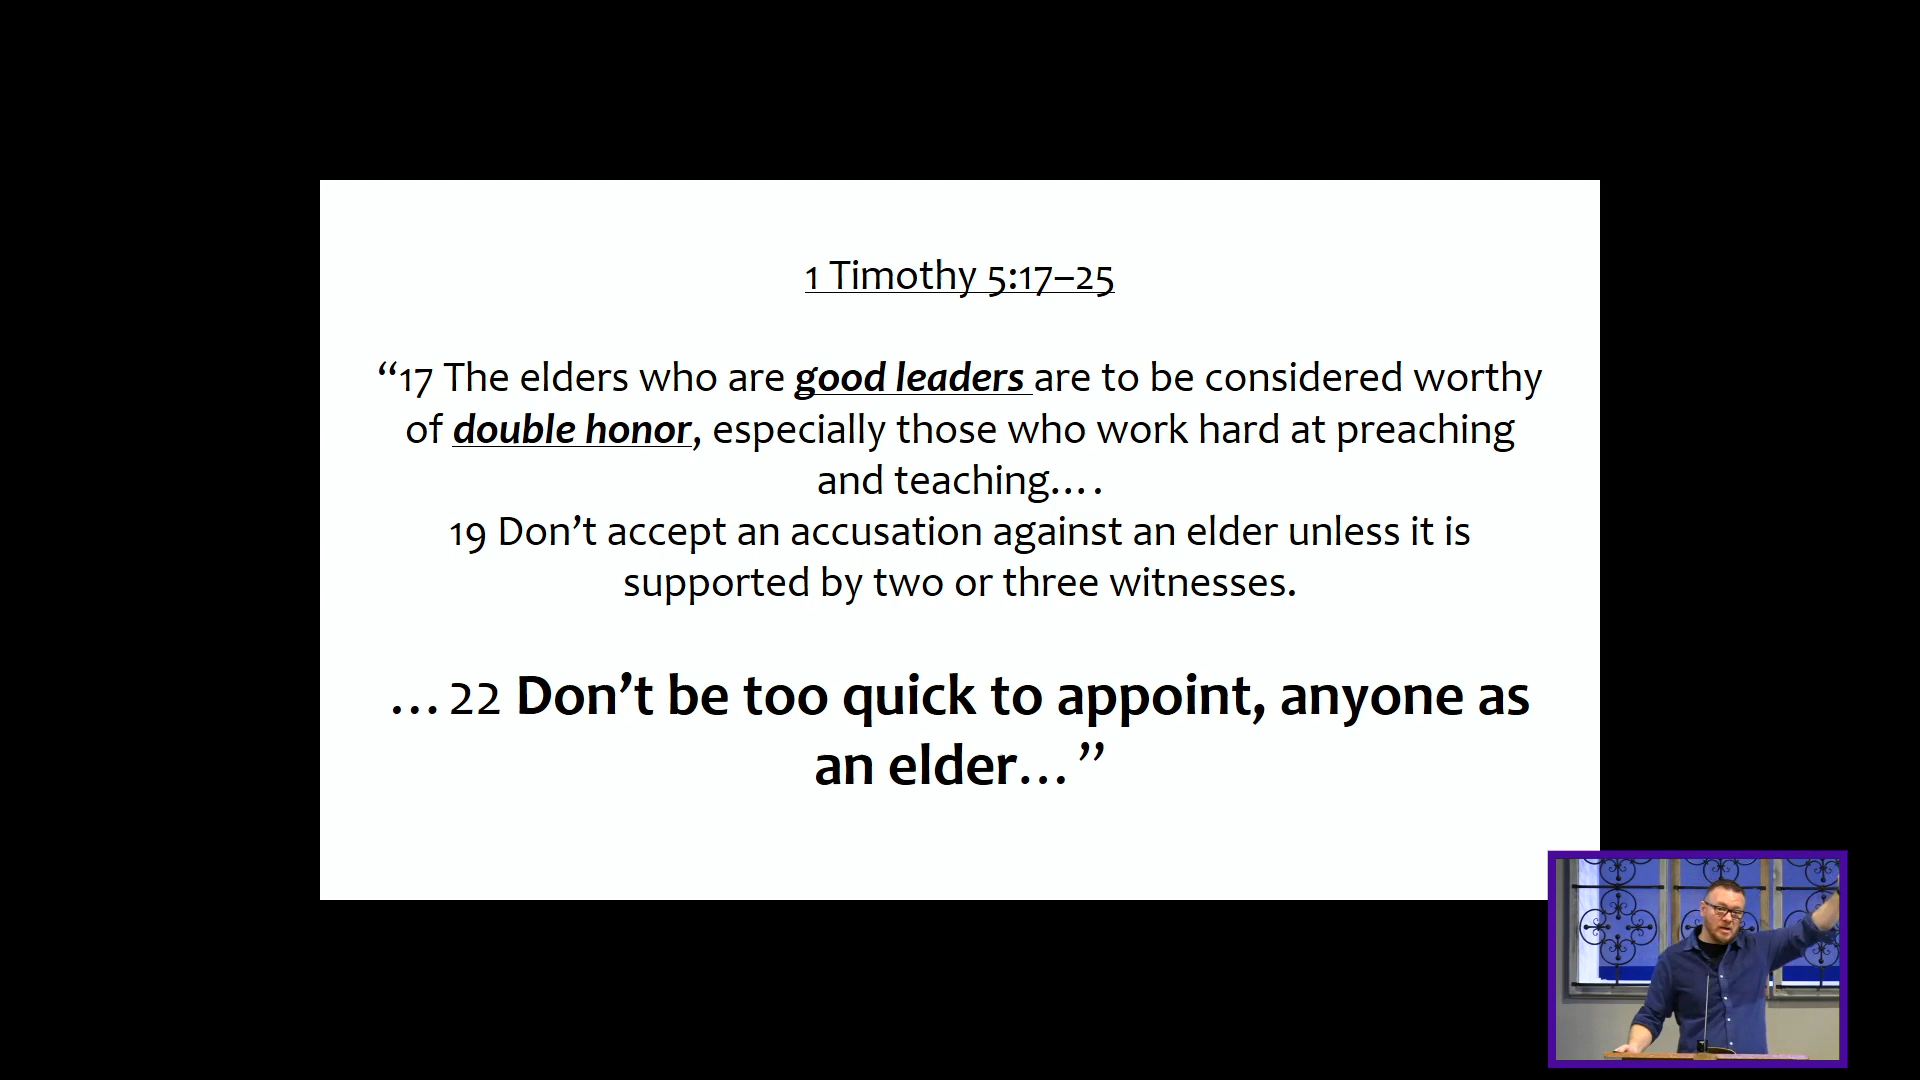 1 Timothy 5:17–25
“17 The elders who are good leaders are to be considered worthy
of double honor, especially those who work hard at preaching
and teaching….
19 Don’t accept an accusation against an elder unless it is
supported by two or three witnesses.
…22 Don’t be too quick to appoint, anyone as
an elder…”